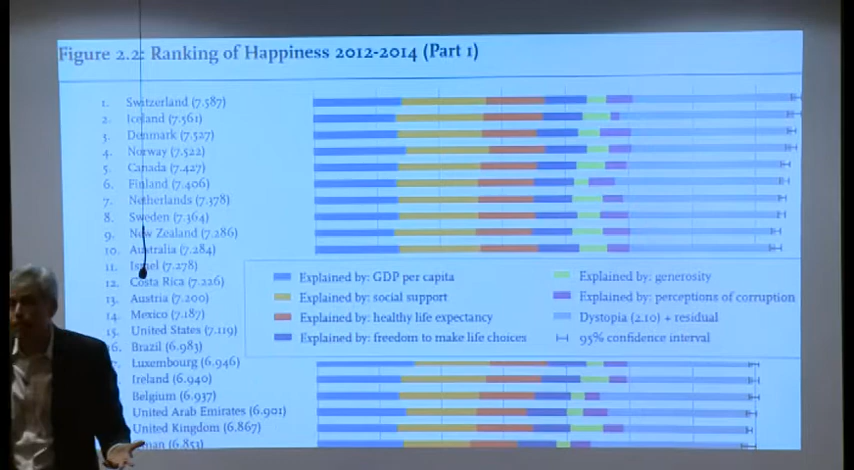 Figure 2.2: Ranking of Happiness 2012-2014 (Part 1)
1. Switzerland (7.587)
2. Iceland (7.561)
3. Denmark (7.527)
4. Norway (7.522)
5. Canada (7.427)
6. Finland (7.406)
7. Netherlands (7.378)
8. Sweden (7.364)
9. New Zealand (7.286)
10. Australia (7.284)
11. Israel (7.278)
12. Costa Rica (7.226)
13. Austria (7.200)
14. Mexico (7.187)
15. United States (7.119)
16. Brazil (6.983)
Luxembourg (6.946)
Ireland (6.940)
Belgium (6.937)
United Arab Emirates (6.901)
United Kingdom (6.867)
man (6.853)
Explained by: GDP per capita
Explained by: social support
Explained by: healthy life expectancy
Explained by: freedom to make life choices
Explained by: generosity
Explained by: perceptions of corruption
Dystopia (2.10) + residual
95% confidence interval